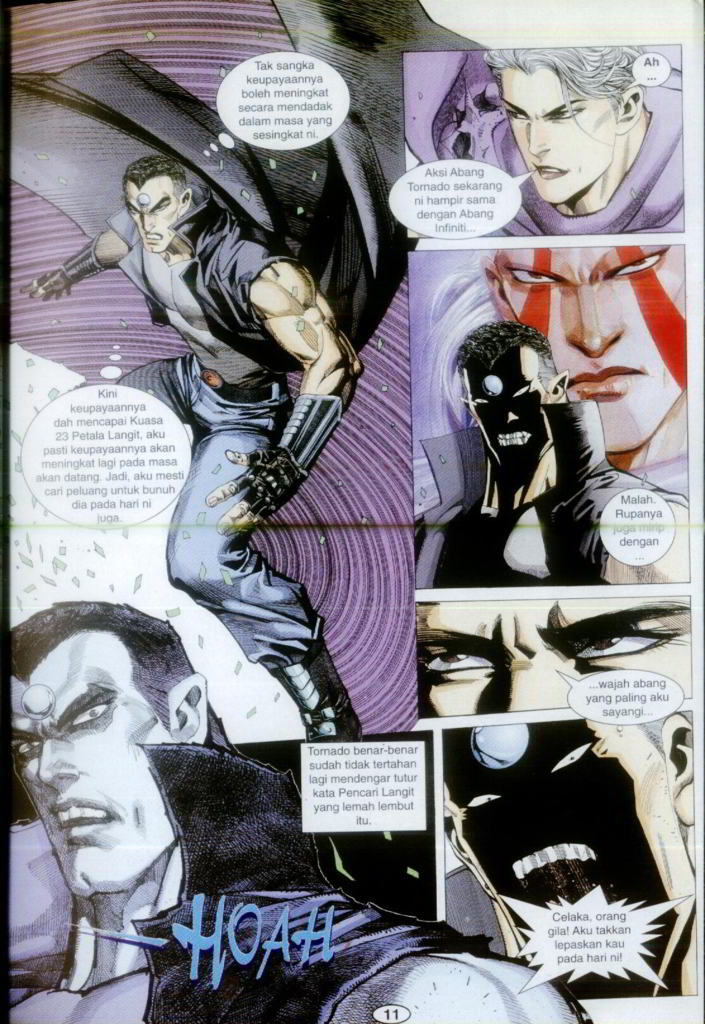 Tak sangka
keupayaannya
boleh meningkat
secara mendadak
dalam masa yang
sesingkat ni.
Kini
keupayaannya
dah mencapai Kuasa
23 Petala Langit, aku
pasti keupayaannya akan
meningkat lagi pada masa
akan datang. Jadi, aku mesti
cari peluang untuk bunuh
dia pada hari ni
juga.
Ah
...
Aksi Abang
Tornado sekarang
ni hampir sama
dengan Abang
Infiniti...
Malah.
Rupanya
juga mirip
dengan
...
...wajah abang
yang paling aku
sayangi...
Tornado benar-benar
sudah tidak tertahan
lagi mendengar tutur
kata Pencari Langit
yang lemah lembut
itu.
HOAH
Celaka, orang
gila! Aku takkan
lepaskan kau
pada hari ni!
11